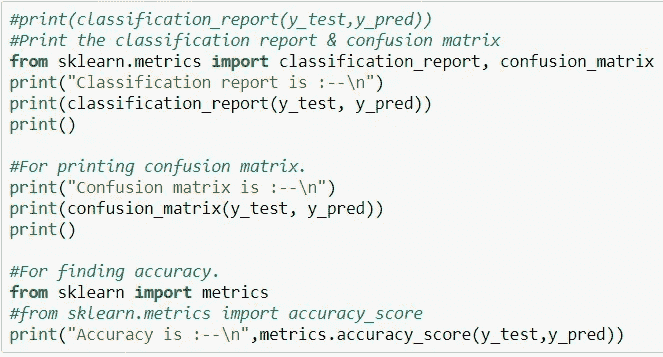 #print(classification_report(y_test,y_pred))
#Print the classification report & confusion matrix
from sklearn.metrics import classification_report, confusion_matrix
print("Classification report is :--\n")
print(classification_report(y_test, y_pred))
print()
#For printing confusion matrix.
print("Confusion matrix is :--\n")
print(confusion_matrix(y_test, y_pred))
print()
#For finding accuracy.
from sklearn import metrics
#from sklearn.metrics import accuracy_score
print("Accuracy is :--\n",metrics.accuracy_score(y_test,y_pred))